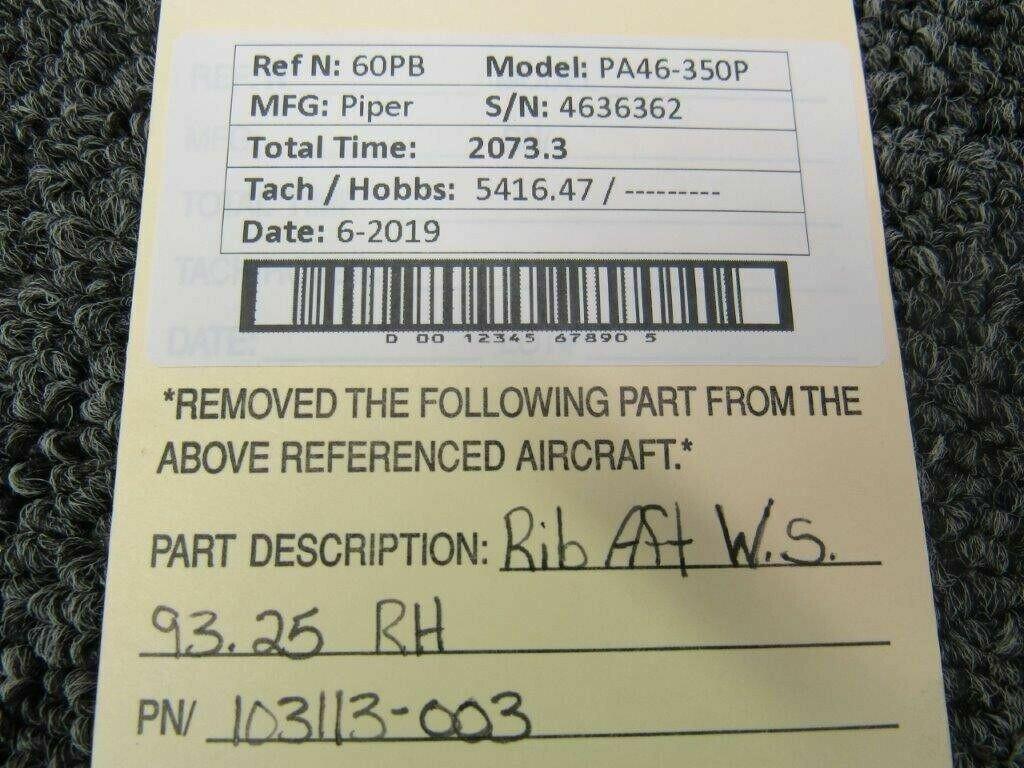 Ref N: 60PB Model: PA46-350P
MFG: Piper S/N: 4636362
Total Time: 2073.3
Tach / Hobbs: 5416.47 / ---------
Date: 6-2019
D 00 12345 67890 5
*REMOVED THE FOLLOWING PART FROM THE
ABOVE REFERENCED AIRCRAFT.*
PART DESCRIPTION: Rib Aft W.S.
93.25 RH
PN/ 103113-003